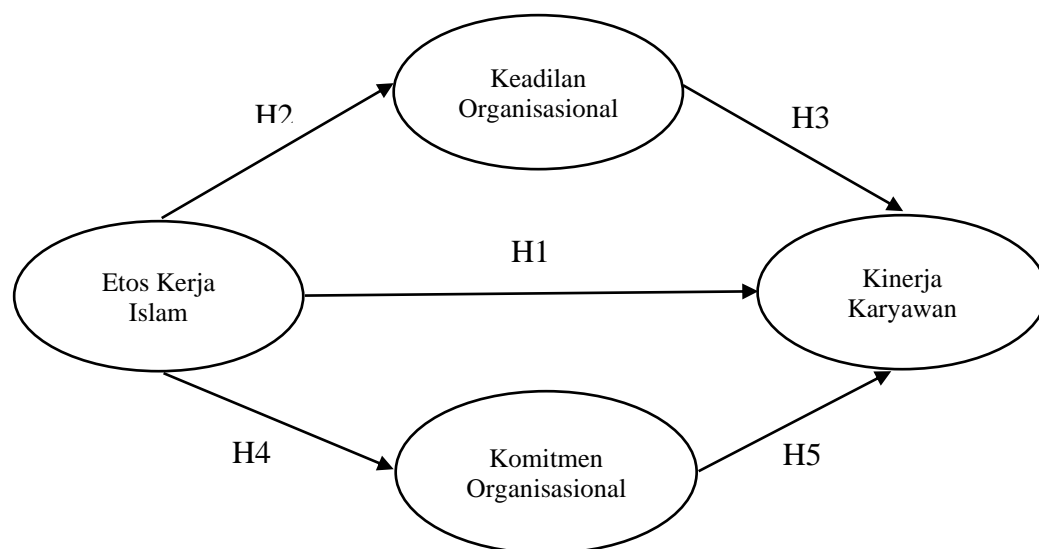 Keadilan
Organisasional
H2
H3
H1
Etos Kerja
Islam
Kinerja
Karyawan
H4
Komitmen
Organisasional
H5